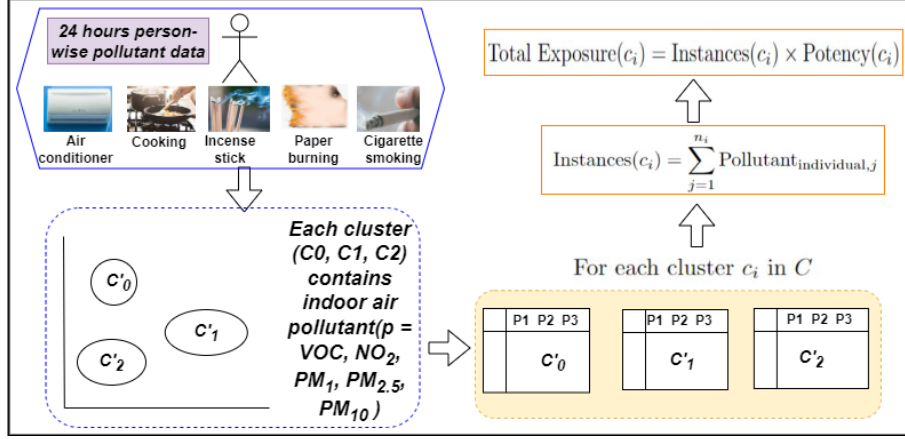 24 hours person-
wise pollutant data
Air
conditioner
Cooking
Incense
stick
Paper
burning
Cigarette
smoking
C'0
C'1
C'2
Each cluster
(C0, C1, C2)
contains
indoor air
pollutant(p =
VOC, NO₂,
PM₁, PM₂.₅,
PM₁₀ )
P1 P2 P3
C'0
P1 P2 P3
C'1
P1 P2 P3
C'2
For each cluster cᵢ in C
Instances(cᵢ) = ∑ⱼ₌₁ⁿⁱ Pollutant_individual,j
Total Exposure(cᵢ) = Instances(cᵢ) × Potency(cᵢ)